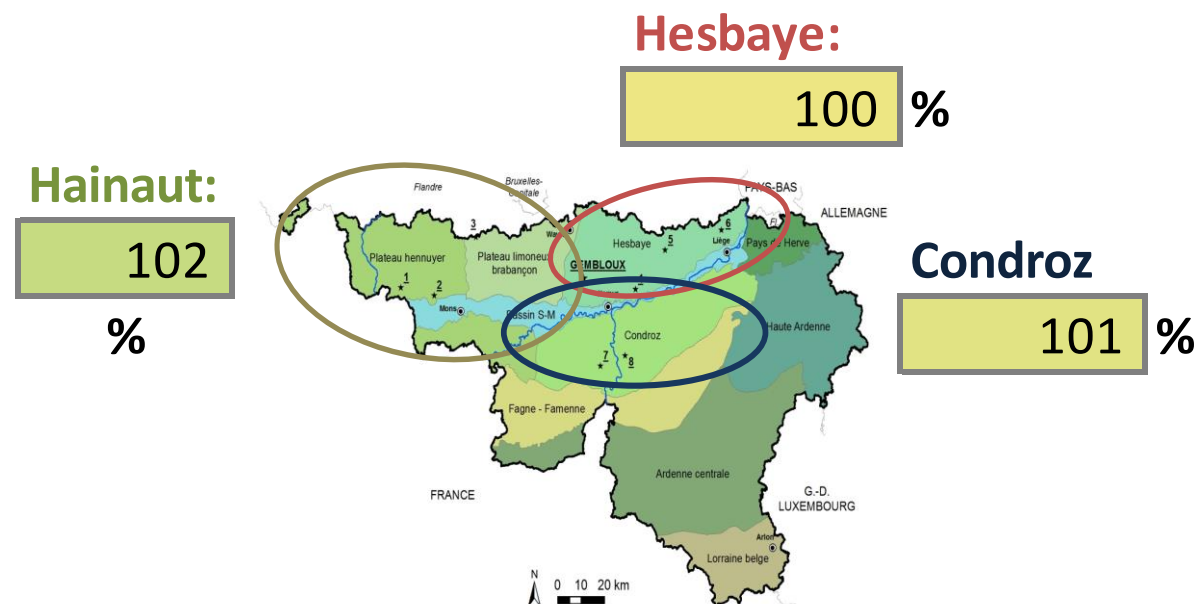 Hesbaye:
100 %
Hainaut:
102
%
Condroz
101 %
Flandre
Bruxelles-
Capitale
PAYS-BAS
ALLEMAGNE
3
6
5
Hesbaye
Liège
Pays de Herve
Plateau hennuyer
Plateau limoneux
brabançon
GEMBLOUX
1
2
Mons
Bassin S-M
Condroz
Haute Ardenne
7
8
Fagne - Famenne
Ardenne centrale
FRANCE
G.-D.
LUXEMBOURG
Arlon
Lorraine belge
N
0 10 20 km